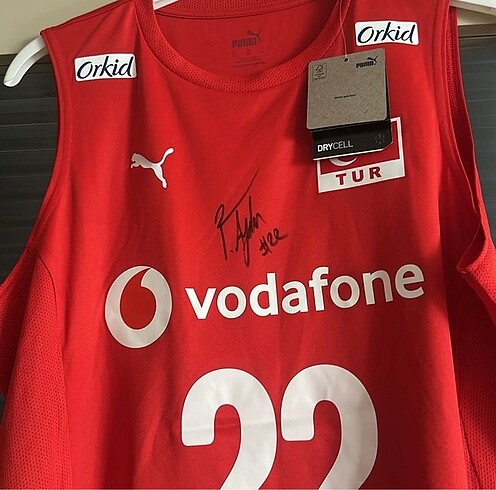 Orkid
PUMA
Orkid
PUMA
DRYCELL
TUR
#22
vodafone
22